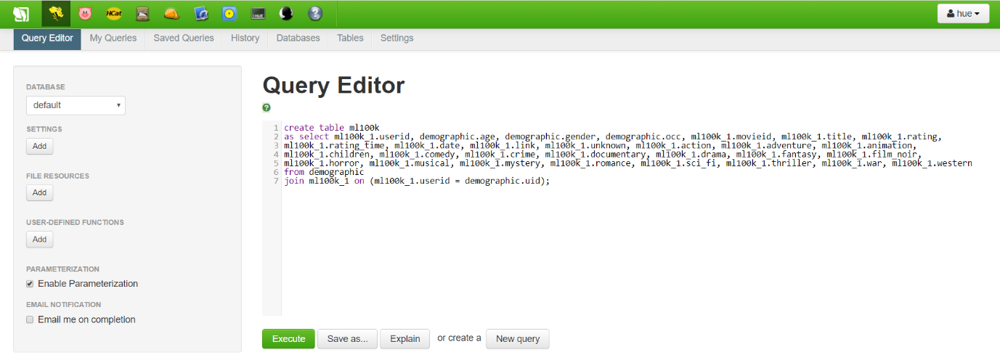 HCat
HUE
hue
Query Editor My Queries Saved Queries History Databases Tables Settings
DATABASE
default
SETTINGS
Add
FILE RESOURCES
Add
USER-DEFINED FUNCTIONS
Add
PARAMETERIZATION
Enable Parameterization
EMAIL NOTIFICATION
Email me on completion
Query Editor
?
1 create table ml100k
2 as select ml100k_1.userid, demographic.age, demographic.gender, demographic.occ, ml100k_1.movieid, ml100k_1.title, ml100k_1.rating,
3 ml100k_1.rating_time, ml100k_1.date, ml100k_1.link, ml100k_1.unknown, ml100k_1.action, ml100k_1.adventure, ml100k_1.animation,
4 ml100k_1.children, ml100k_1.comedy, ml100k_1.crime, ml100k_1.documentary, ml100k_1.drama, ml100k_1.fantasy, ml100k_1.film_noir,
5 ml100k_1.horror, ml100k_1.musical, ml100k_1.mystery, ml100k_1.romance, ml100k_1.sci_fi, ml100k_1.thriller, ml100k_1.war, ml100k_1.western
6 from demographic
7 join ml100k_1 on (ml100k_1.userid = demographic.uid);
Execute Save as... Explain or create a New query